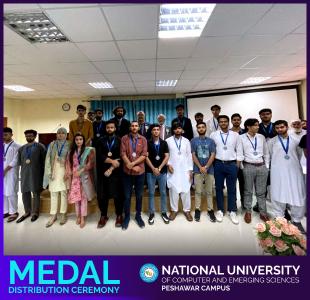 MEDAL
DISTRIBUTION CEREMONY
NATIONAL UNIVERSITY
OF COMPUTER AND EMERGING SCIENCES
PESHAWAR CAMPUS